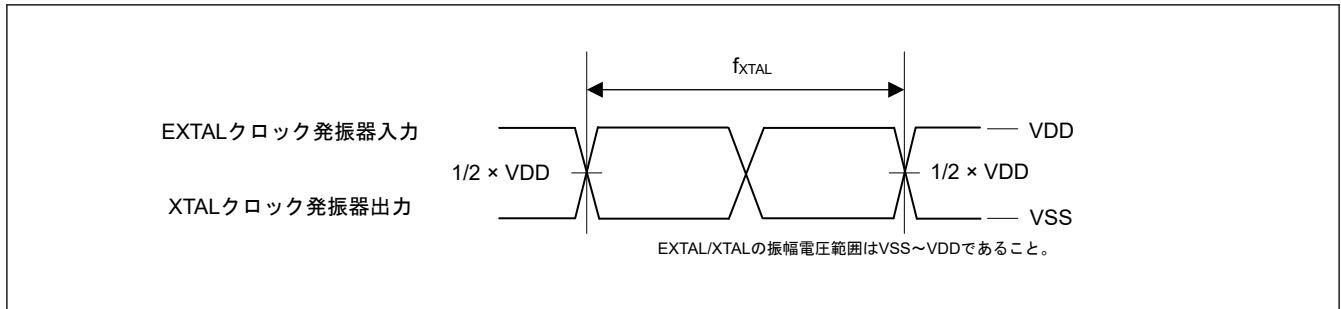 fXTAL
EXTALクロック発振器入力
VDD
1/2 × VDD
1/2 × VDD
XTALクロック発振器出力
VSS
EXTAL/XTALの振幅電圧範囲はVSS～VDDであること。